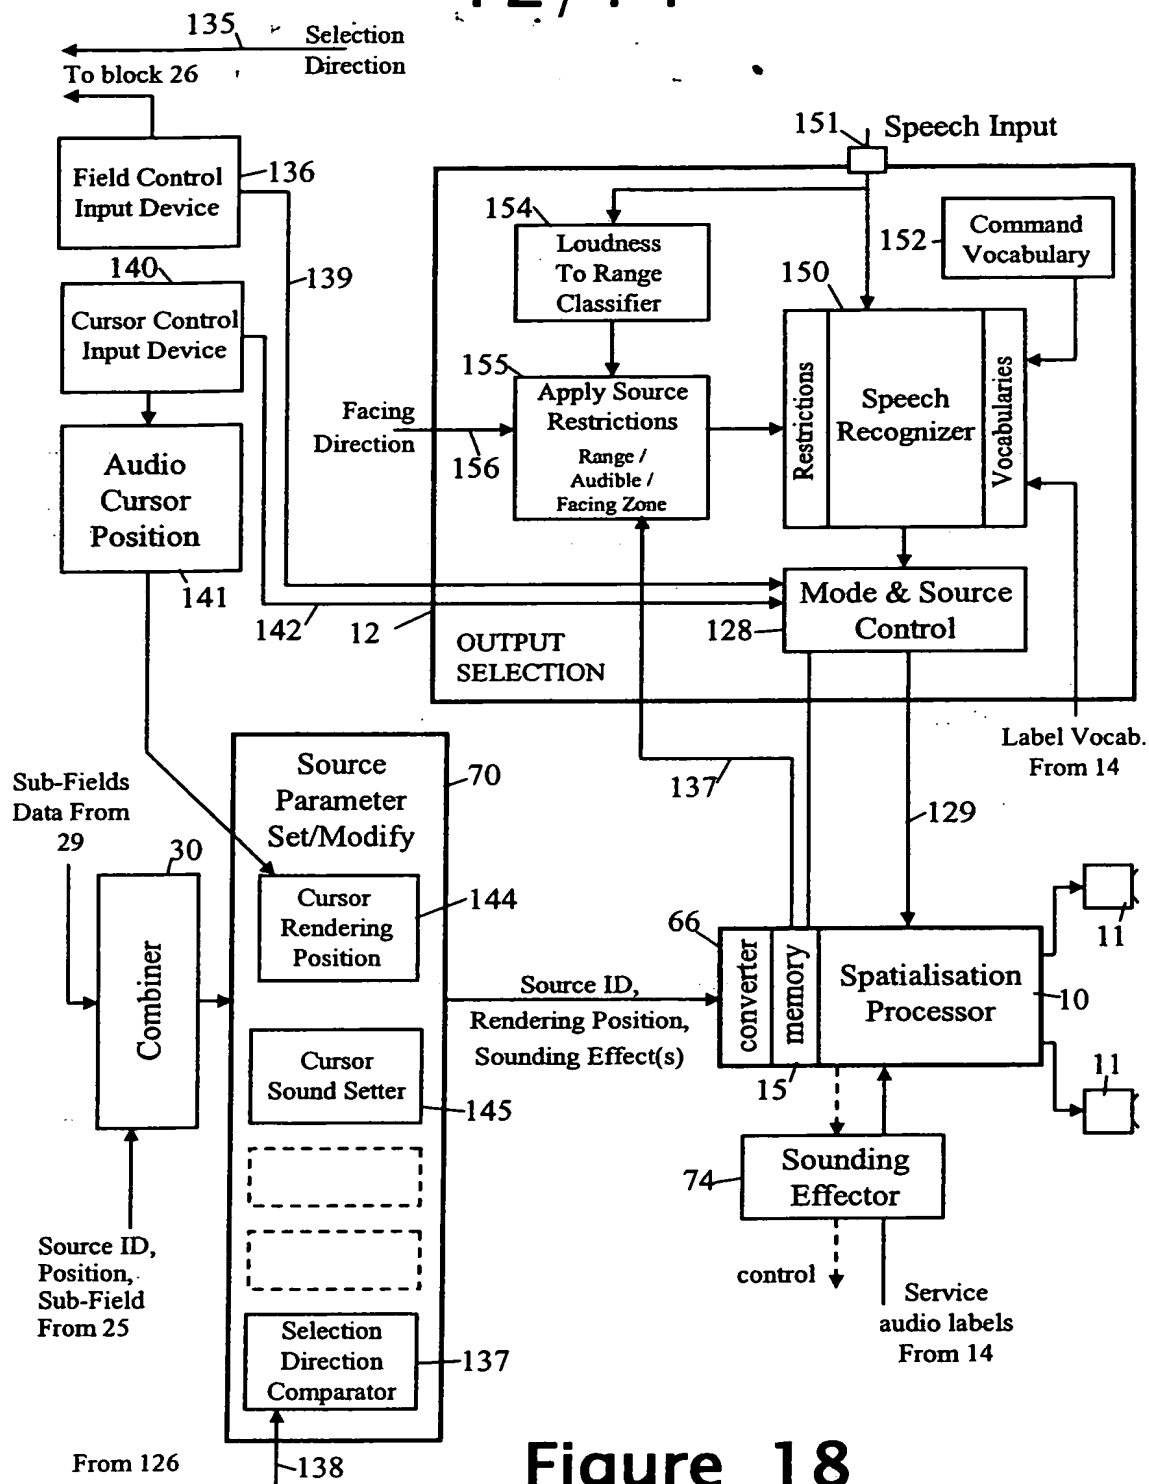 135
Selection
Direction
To block 26
Field Control
Input Device
136
151
Speech Input
154
Loudness
To Range
Classifier
152
Command
Vocabulary
140
139
150
Cursor Control
Input Device
155
Apply Source
Restrictions
Range /
Audible /
Facing Zone
Restrictions
Speech
Recognizer
Vocabularies
Facing
Direction
156
Audio
Cursor
Position
141
142
12
128
Mode & Source
Control
OUTPUT
SELECTION
Label Vocab.
From 14
Sub-Fields
Data From
29
30
Source
Parameter
Set/Modify
70
137
129
Combiner
Cursor
Rendering
Position
144
66
converter
memory
Spatialisation
Processor
10
11
Source ID,
Rendering Position,
Sounding Effect(s)
Cursor
Sound Setter
145
15
11
74
Sounding
Effector
Source ID,
Position,
Sub-Field
From 25
control
Service
audio labels
From 14
Selection
Direction
Comparator
137
From 126
138
Figure 18